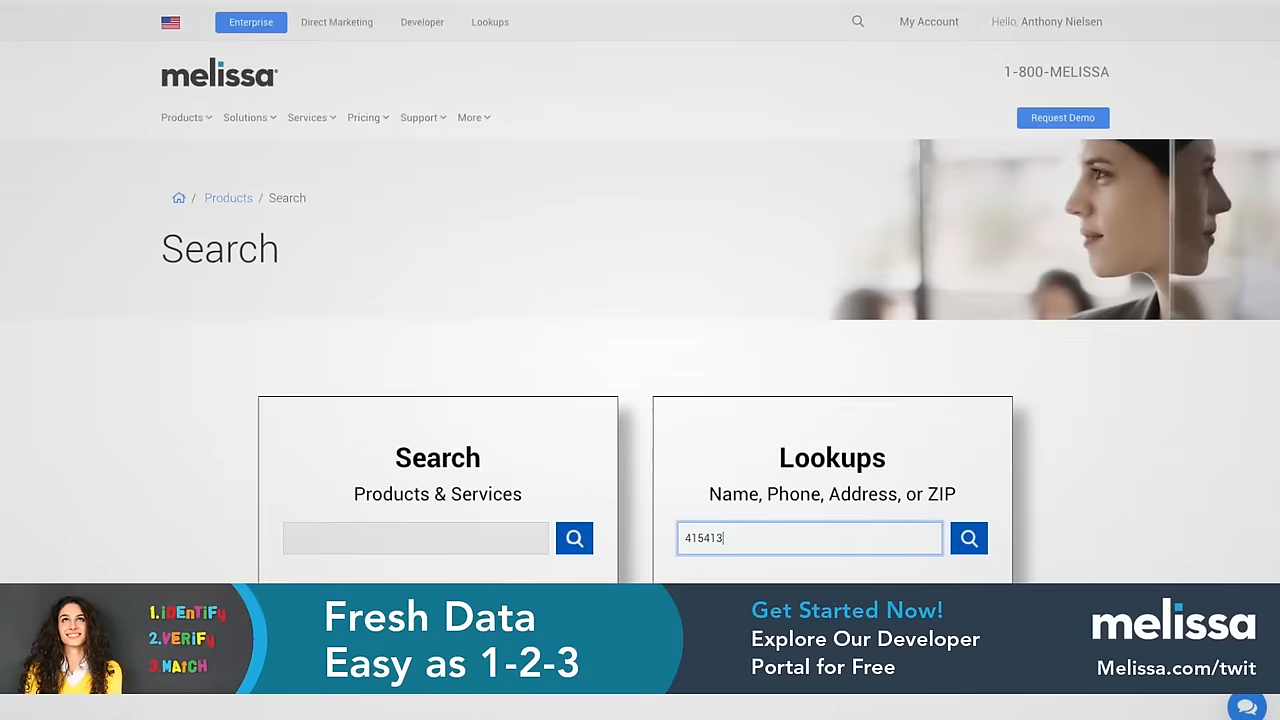 Enterprise Direct Marketing Developer Lookups My Account Hello, Anthony Nielsen
melissa
1-800-MELISSA
Products Solutions Services Pricing Support More Request Demo
/ Products / Search
Search
Search
Products & Services
Lookups
Name, Phone, Address, or ZIP
415413
1.iDEnTiFy
2.VERiFy
3.MAtCH
Fresh Data
Easy as 1-2-3
Get Started Now!
Explore Our Developer
Portal for Free
melissa
Melissa.com/twit